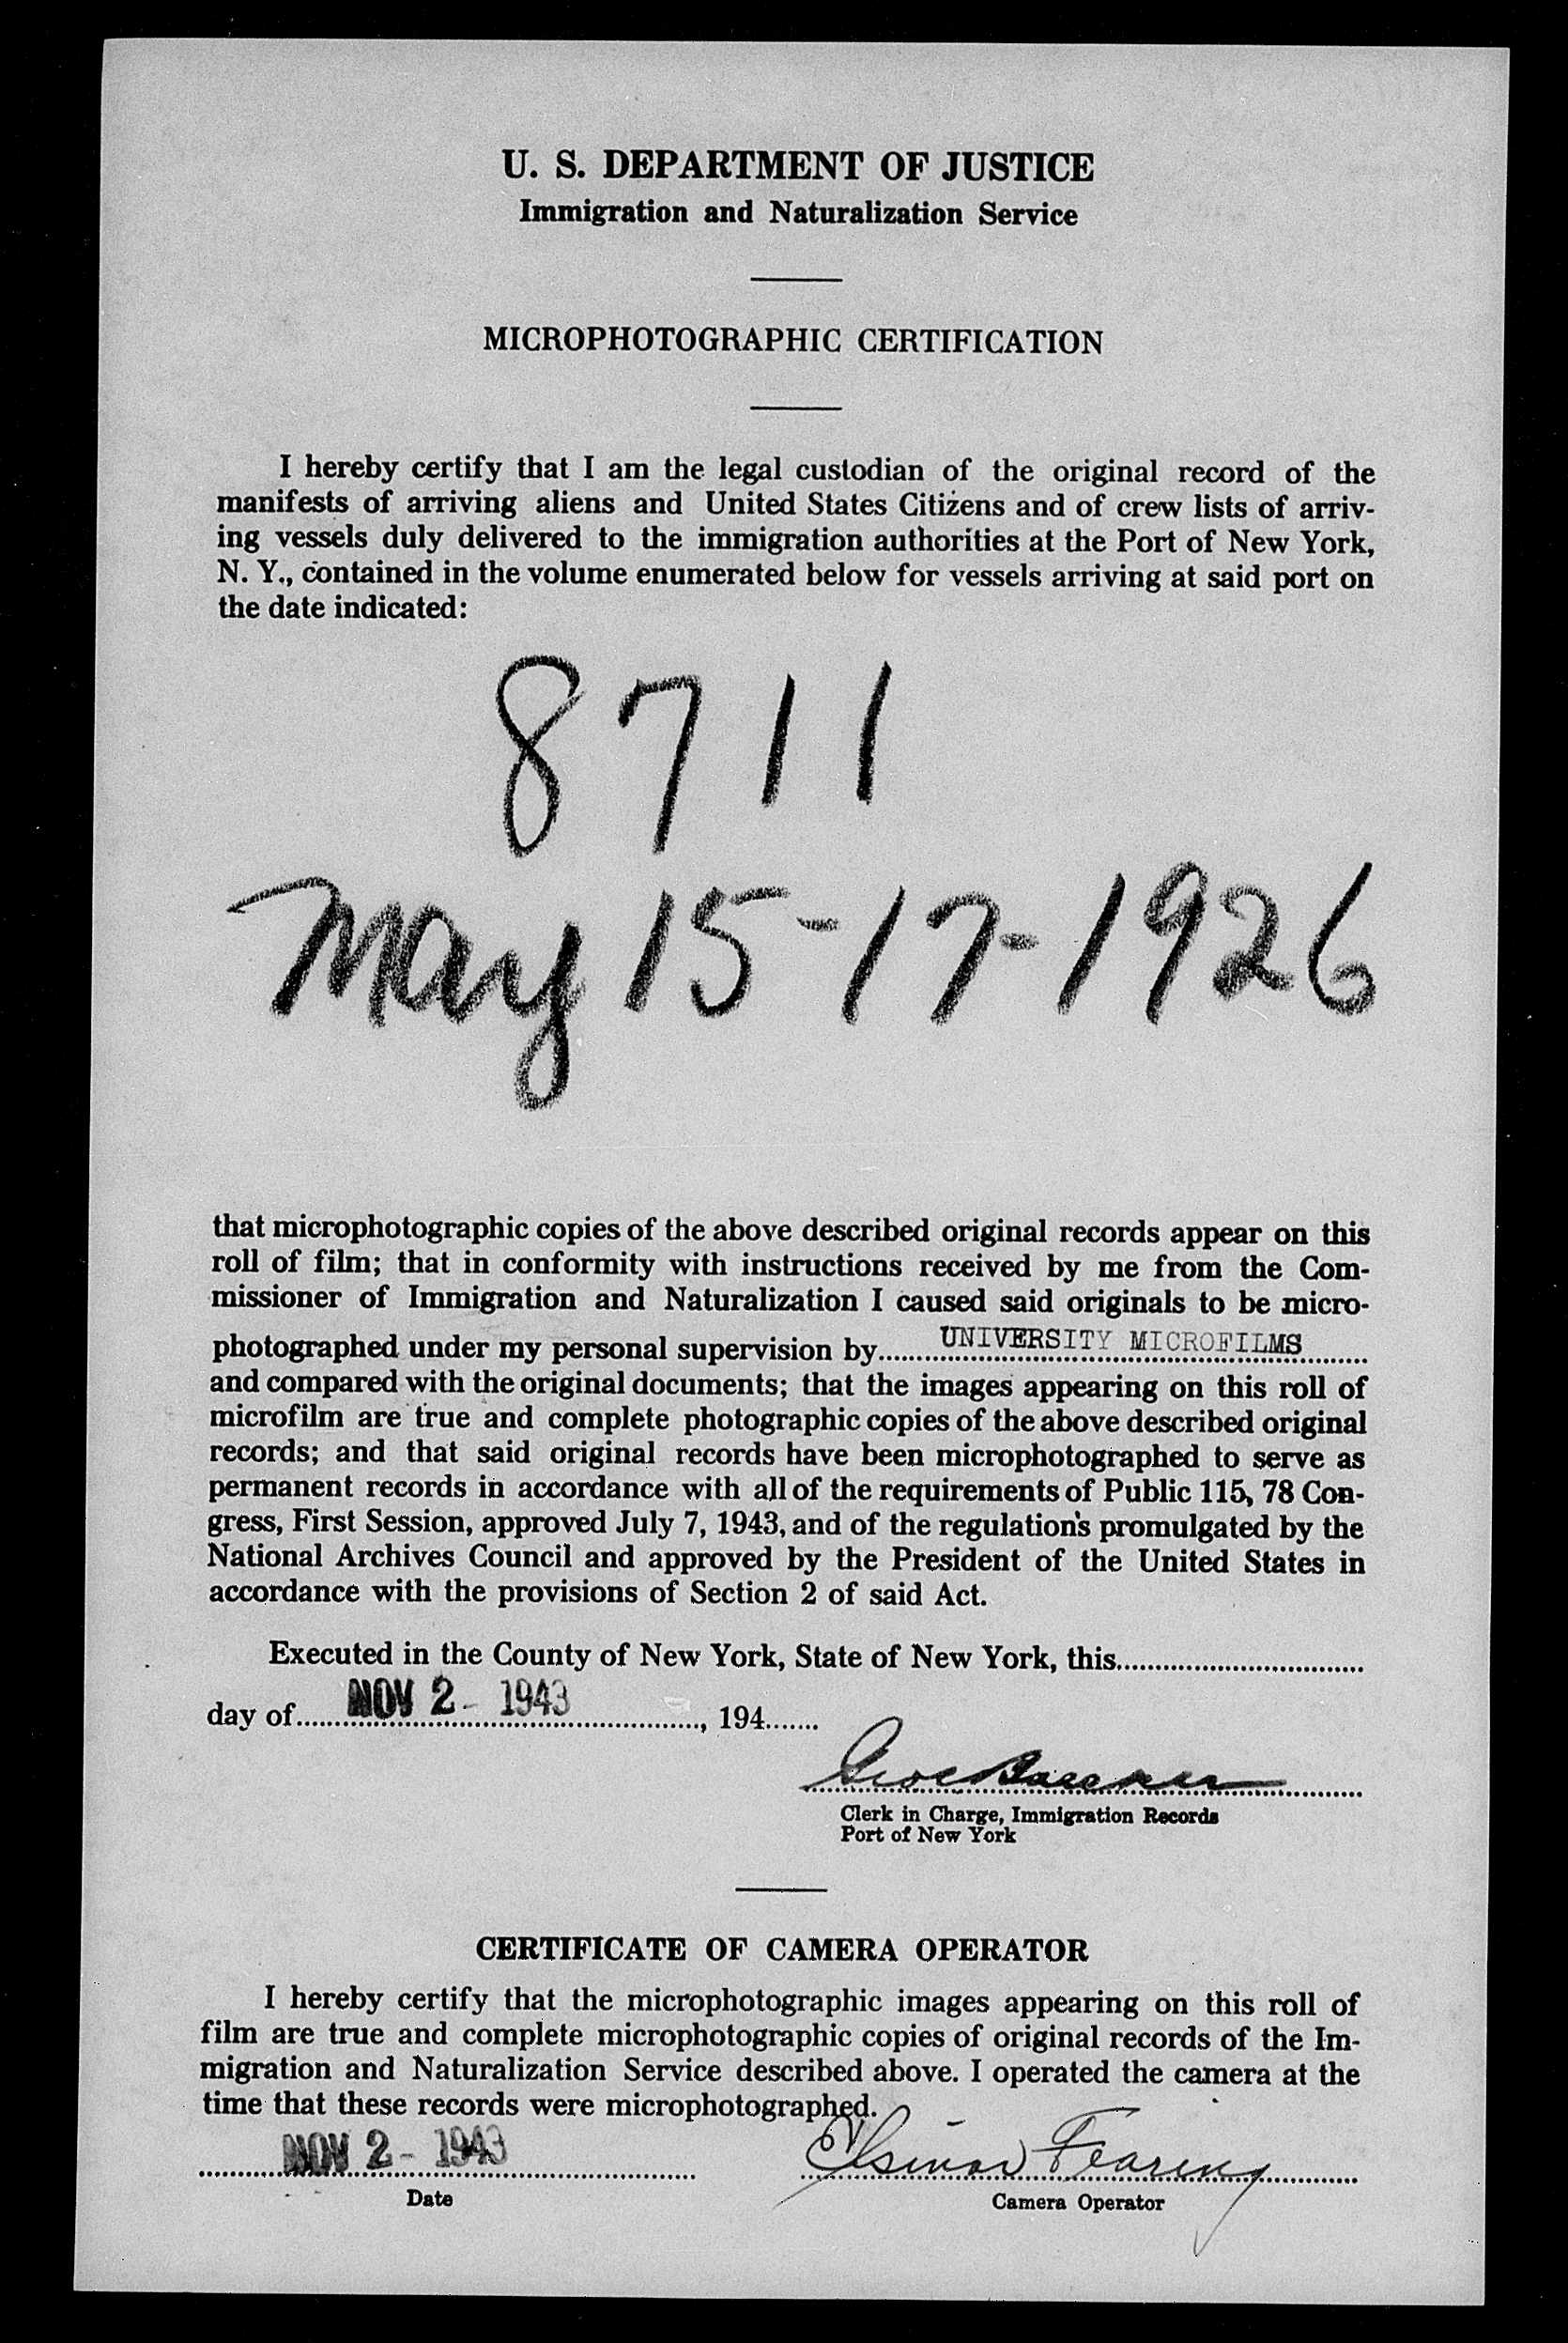 U. S. DEPARTMENT OF JUSTICE
Immigration and Naturalization Service
MICROPHOTOGRAPHIC CERTIFICATION
I hereby certify that I am the legal custodian of the original record of the
manifests of arriving aliens and United States Citizens and of crew lists of arriv-
ing vessels duly delivered to the immigration authorities at the Port of New York,
N. Y., contained in the volume enumerated below for vessels arriving at said port on
the date indicated:
8711
May 15-17-1926
that microphotographic copies of the above described original records appear on this
roll of film; that in conformity with instructions received by me from the Com-
missioner of Immigration and Naturalization I caused said originals to be micro-
photographed under my personal supervision by UNIVERSITY MICROFILMS
and compared with the original documents; that the images appearing on this roll of
microfilm are true and complete photographic copies of the above described original
records; and that said original records have been microphotographed to serve as
permanent records in accordance with all of the requirements of Public 115, 78 Con-
gress, First Session, approved July 7, 1943, and of the regulations promulgated by the
National Archives Council and approved by the President of the United States in
accordance with the provisions of Section 2 of said Act.
Executed in the County of New York, State of New York, this
day of NOV 2 - 1943, 194
Clerk in Charge, Immigration Records
Port of New York
CERTIFICATE OF CAMERA OPERATOR
I hereby certify that the microphotographic images appearing on this roll of
film are true and complete microphotographic copies of original records of the Im-
migration and Naturalization Service described above. I operated the camera at the
time that these records were microphotographed.
NOV 2 - 1943 Fearing
Date
Camera Operator